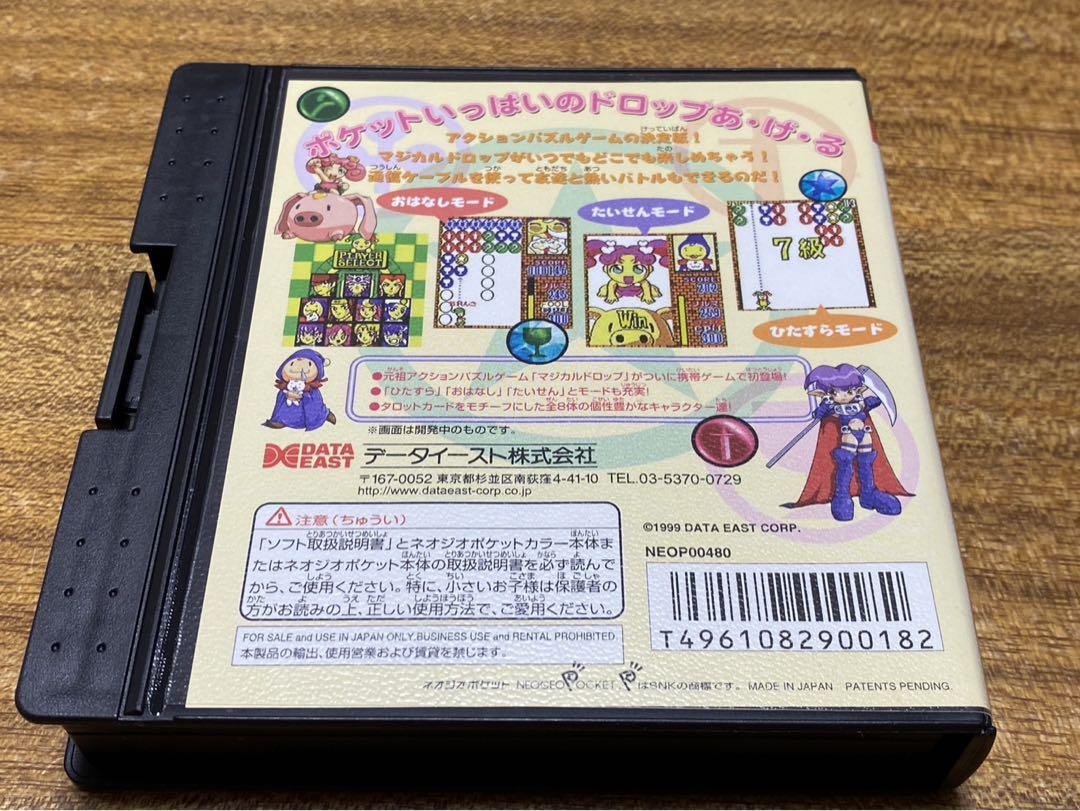 ポケットいっぱいのドロップあ・げ・る
アクションパズルゲームの決定版！
マジカルドロップがいつでもどこでも楽しめちゃう！
通信ケーブルを使って友達と熱いバトルもできるのだ！
おはなしモード
たいせんモード
PLAYER
SELECT
7級
Win
ひたすらモード
●元祖アクションパズルゲーム「マジカルドロップ」がついに携帯ゲームで初登場!
●「ひたすら」「おはなし」「たいせん」とモードも充実!
●タロットカードをモチーフにした全8体の個性豊かなキャラクター達!
※画面は開発中のものです。
DATA EAST データイースト株式会社
〒167-0052 東京都杉並区南荻窪4-41-10 TEL.03-5370-0729
http://www.dataeast-corp.co.jp
©1999 DATA EAST CORP.
NEOP00480
注意（ちゅうい）
「ソフト取扱説明書」とネオジオポケットカラー本体ま
たはネオジオポケット本体の取扱説明書を必ず読んで
から、ご使用ください。特に、小さいお子様は保護者の
方がお読みの上、正しい使用方法で、ご愛用ください。
T4961082900182
FOR SALE and USE IN JAPAN ONLY.BUSINESS USE and RENTAL PROHIBITED.
本製品の輸出、使用営業および賃貸を禁じます。
ネオジオポケット NEOGEO POCKET はSNKの商標です。 MADE IN JAPAN PATENTS PENDING.